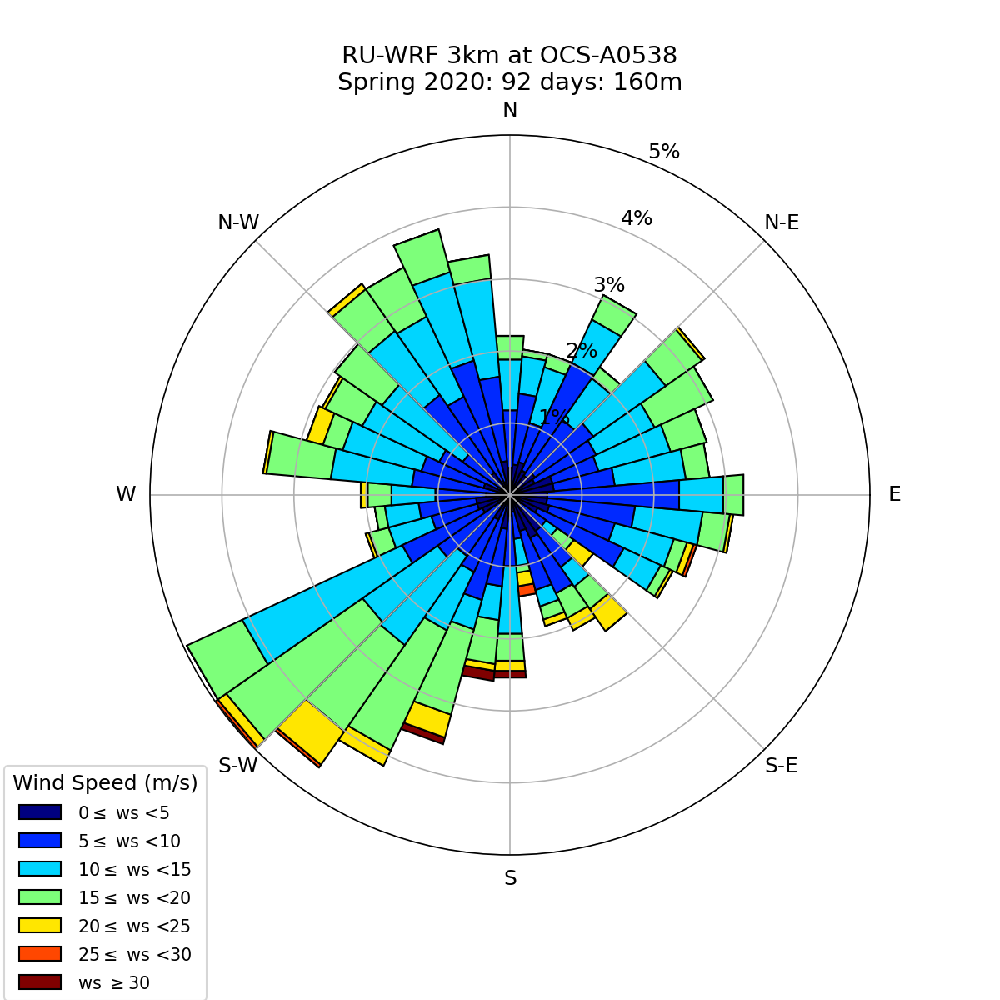 RU-WRF 3km at OCS-A0538
Spring 2020: 92 days: 160m
N
5%
4%
N-W
N-E
3%
2%
1%
W
E
S-W
S-E
S
Wind Speed (m/s)
0 ≤ ws <5
5 ≤ ws <10
10 ≤ ws <15
15 ≤ ws <20
20 ≤ ws <25
25 ≤ ws <30
ws ≥ 30